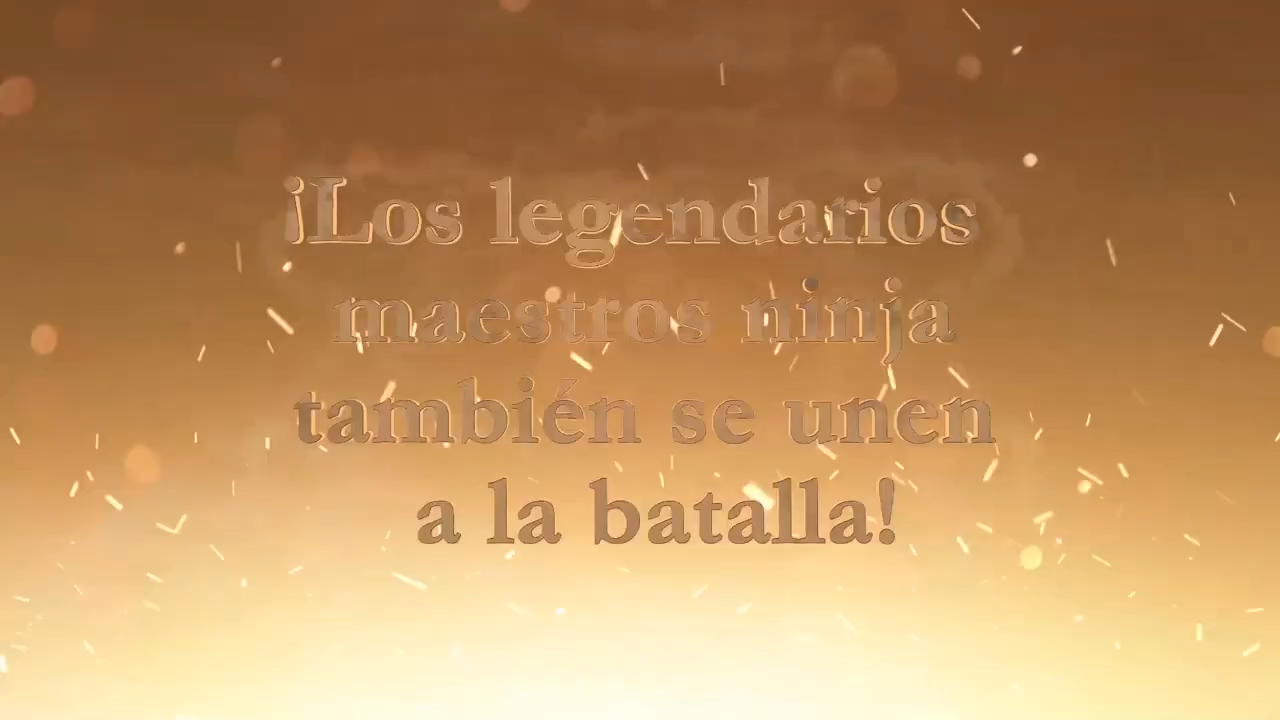 ¡Los legendarios
maestros ninja
también se unen
a la batalla!